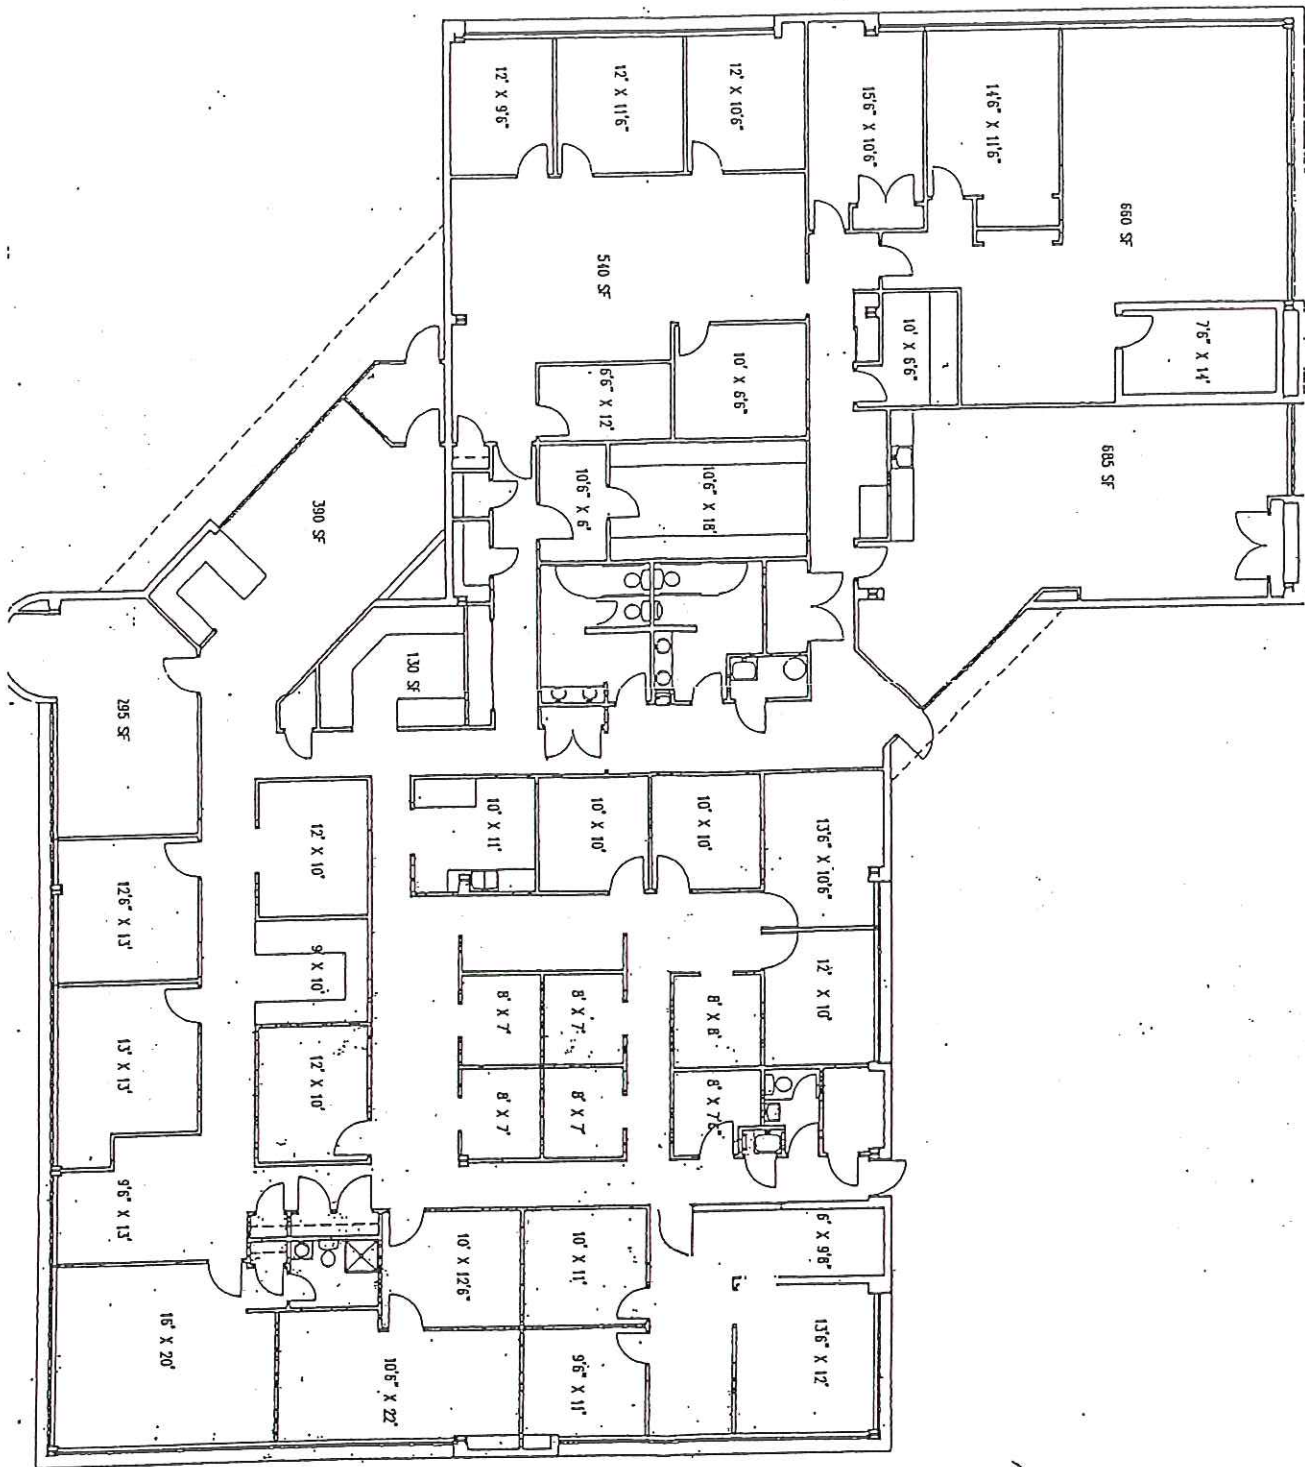 12' X 9'6"
12' X 11'6"
12' X 10'6"
15'6" X 10'6"
14'6" X 11'6"
660 SF
540 SF
10' X 6'6"
7'6" X 14'
6'6" X 12'
10' X 6'6"
685 SF
390 SF
10'6" X 6'
10'6" X 18'
130 SF
295 SF
12' X 10'
10' X 11'
10' X 10'
10' X 10'
13'6" X 10'6"
12'6" X 13'
9' X 10'
8' X 7'
8' X 7'
8' X 8'
12' X 10'
13' X 13'
12' X 10'
8' X 7'
8' X 7'
9'6" X 13'
10' X 12'6"
10' X 11'
16' X 20'
10'6" X 22'
9'6" X 11'
13'6" X 12'